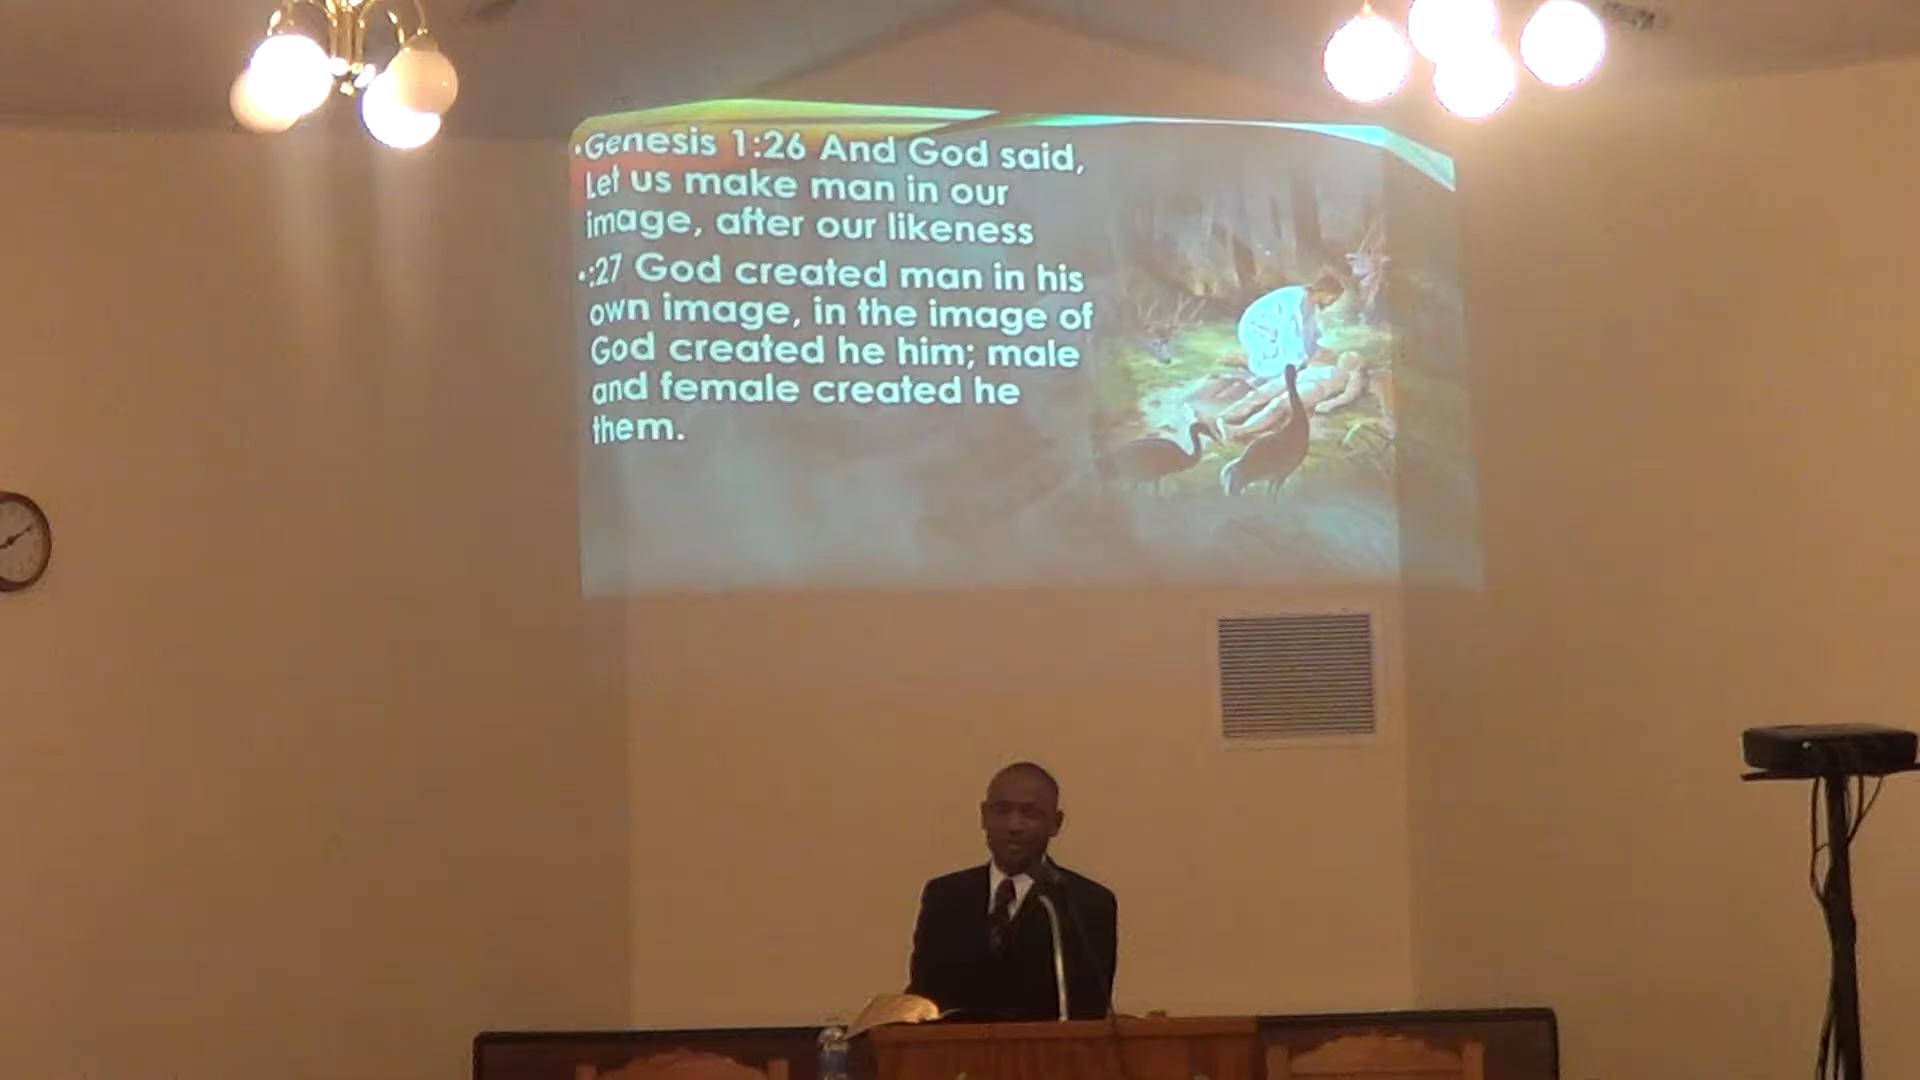 •Genesis 1:26 And God said,
Let us make man in our
image, after our likeness
•:27 God created man in his
own image, in the image of
God created he him; male
and female created he
them.